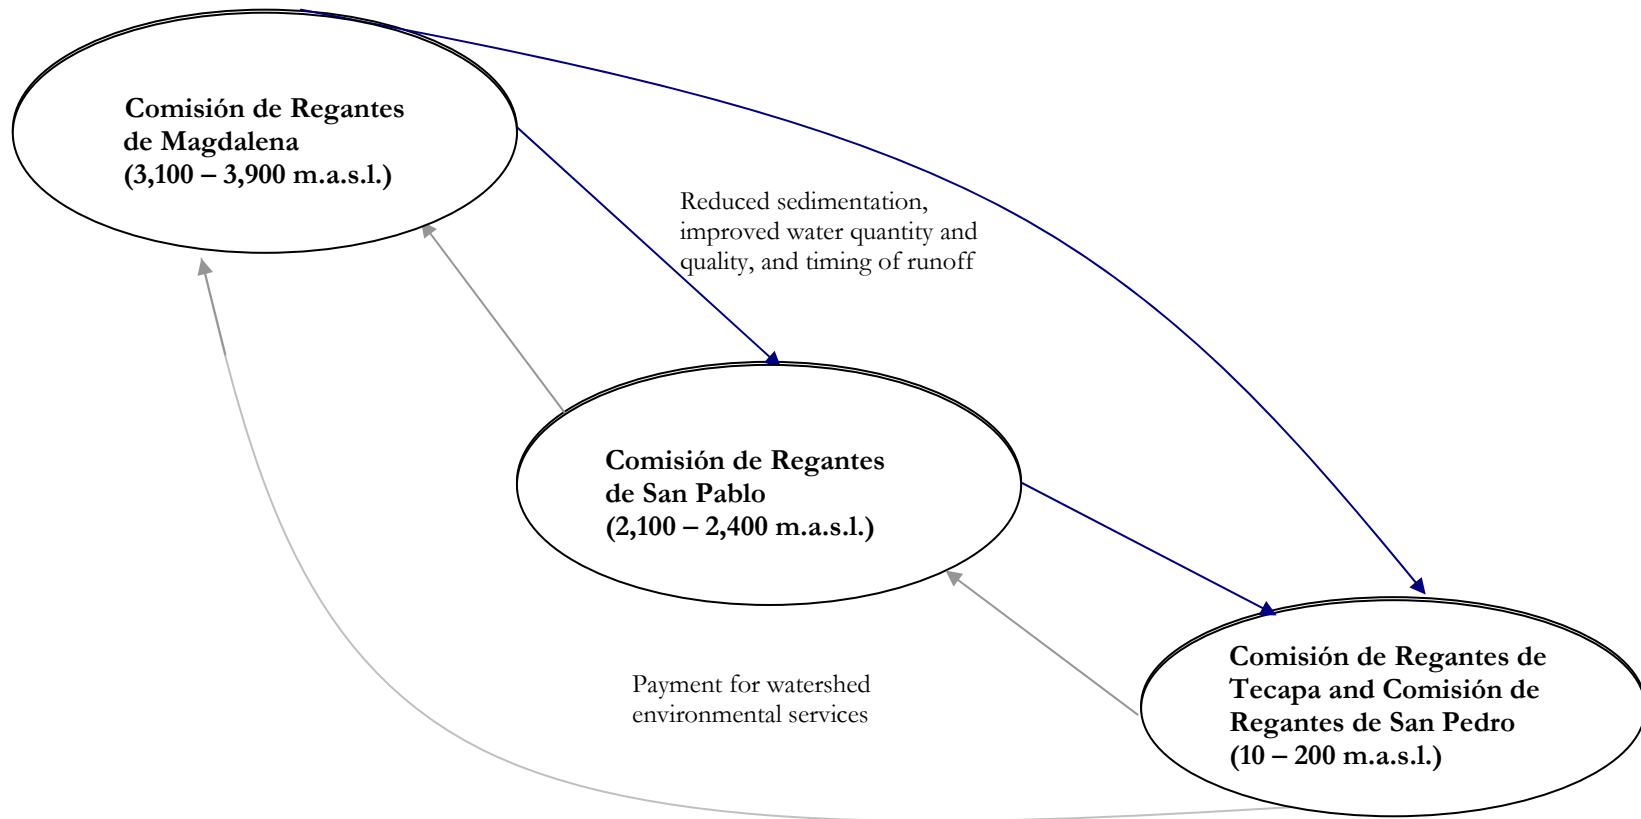 Comisión de Regantes
de Magdalena
(3,100 – 3,900 m.a.s.l.)
Reduced sedimentation,
improved water quantity and
quality, and timing of runoff
Comisión de Regantes
de San Pablo
(2,100 – 2,400 m.a.s.l.)
Payment for watershed
environmental services
Comisión de Regantes de
Tecapa and Comisión de
Regantes de San Pedro
(10 – 200 m.a.s.l.)